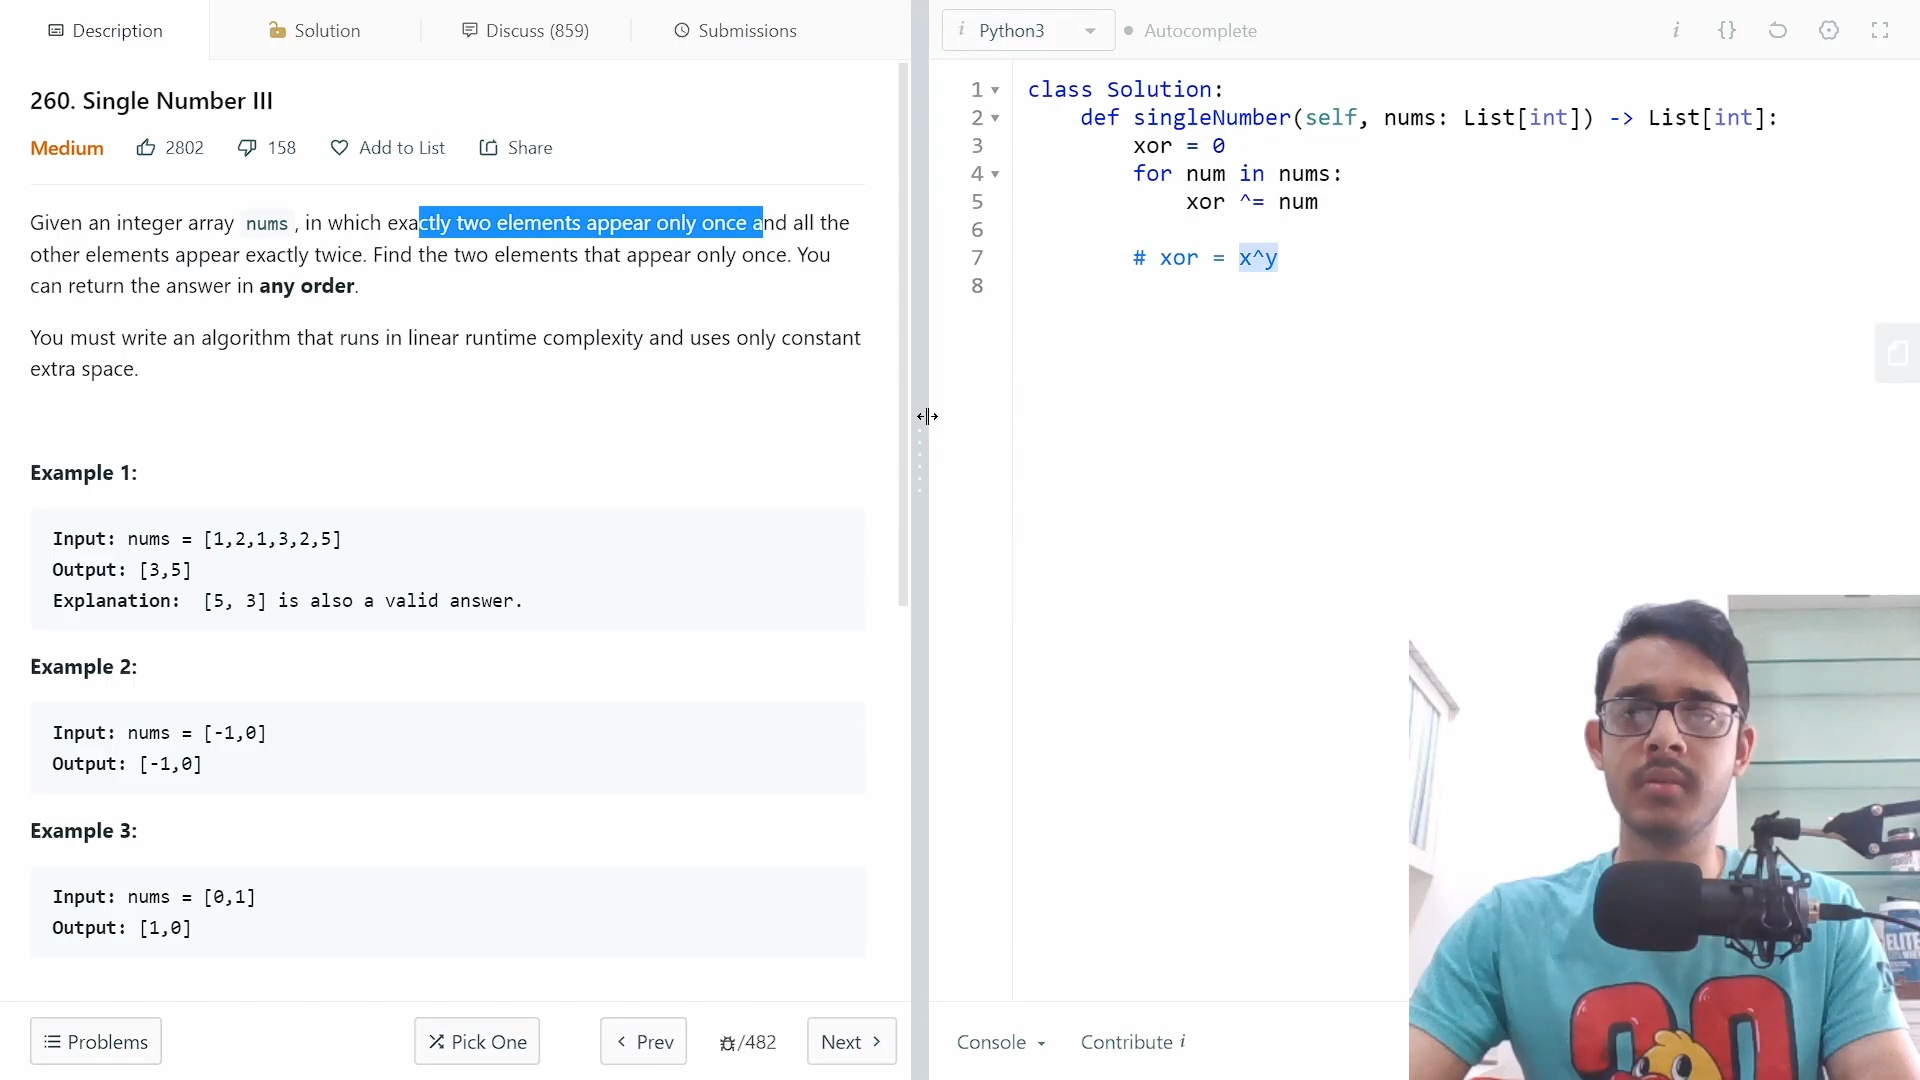 Description
Solution
Discuss (859)
Submissions
260. Single Number III
Medium
2802
158
Add to List
Share
Given an integer array nums, in which exactly two elements appear only once and all the
other elements appear exactly twice. Find the two elements that appear only once. You
can return the answer in any order.
You must write an algorithm that runs in linear runtime complexity and uses only constant
extra space.
Example 1:
Input: nums = [1,2,1,3,2,5]
Output: [3,5]
Explanation:  [5, 3] is also a valid answer.
Example 2:
Input: nums = [-1,0]
Output: [-1,0]
Example 3:
Input: nums = [0,1]
Output: [1,0]
Problems
Pick One
Prev
/482
Next
i Python3
Autocomplete
i {}
1 class Solution:
2     def singleNumber(self, nums: List[int]) -> List[int]:
3         xor = 0
4         for num in nums:
5             xor ^= num
6
7         # xor = x^y
8
Console
Contribute i
ELITE